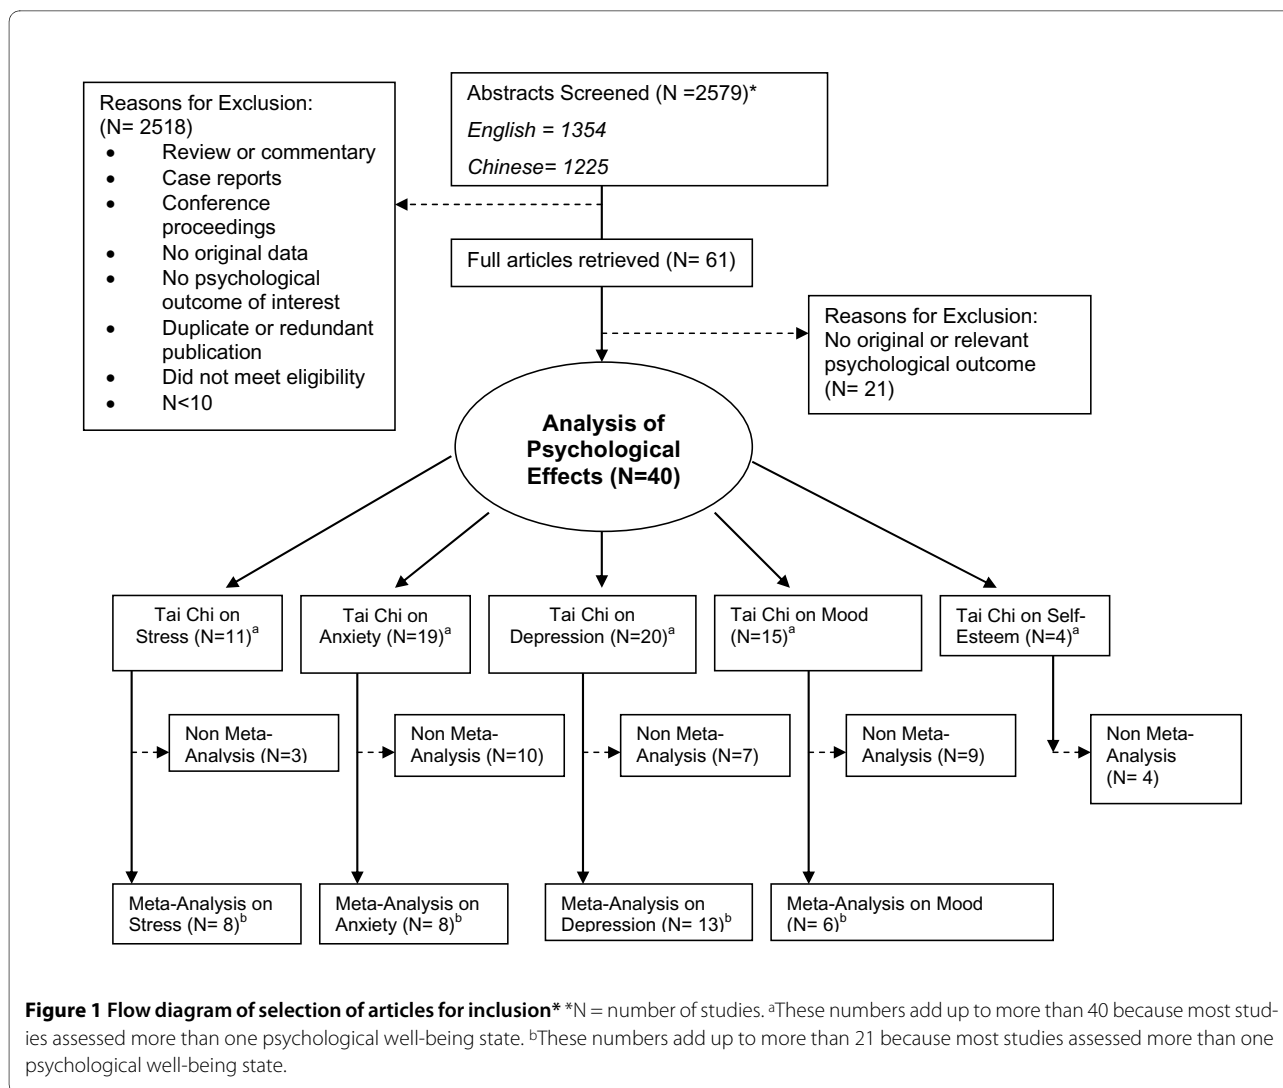 Reasons for Exclusion:
(N= 2518)
• Review or commentary
• Case reports
• Conference
proceedings
• No original data
• No psychological
outcome of interest
• Duplicate or redundant
publication
• Did not meet eligibility
• N<10
Abstracts Screened (N =2579)*
English = 1354
Chinese= 1225
Full articles retrieved (N= 61)
Reasons for Exclusion:
No original or relevant
psychological outcome
(N= 21)
Analysis of
Psychological
Effects (N=40)
Tai Chi on
Stress (N=11)a
Tai Chi on
Anxiety (N=19)a
Tai Chi on
Depression (N=20)a
Tai Chi on Mood
(N=15)a
Tai Chi on Self-
Esteem (N=4)a
Non Meta-
Analysis (N=3)
Non Meta-
Analysis (N=10)
Non Meta-
Analysis (N=7)
Non Meta-
Analysis (N=9)
Non Meta-
Analysis
(N= 4)
Meta-Analysis on
Stress (N= 8)b
Meta-Analysis on
Anxiety (N= 8)b
Meta-Analysis on
Depression (N= 13)b
Meta-Analysis on Mood
(N= 6)b
Figure 1 Flow diagram of selection of articles for inclusion* *N = number of studies. aThese numbers add up to more than 40 because most stud-
ies assessed more than one psychological well-being state. bThese numbers add up to more than 21 because most studies assessed more than one
psychological well-being state.